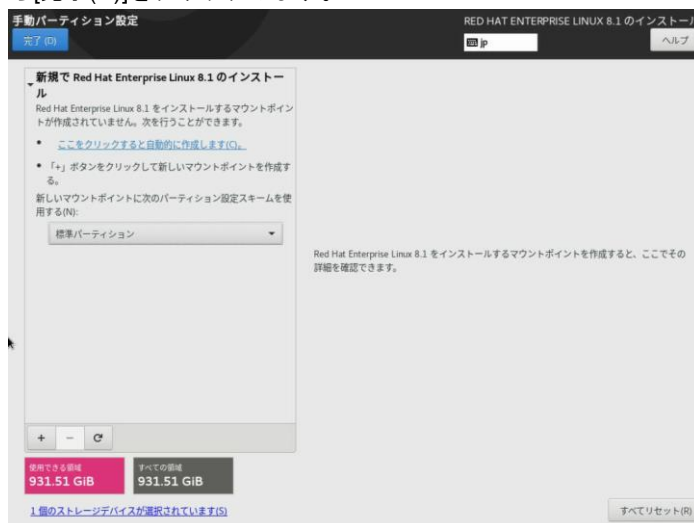 手動パーティション設定
RED HAT ENTERPRISE LINUX 8.1 のインストー
完了(D)
jp
ヘルプ
新規で Red Hat Enterprise Linux 8.1 のインストー
ル
Red Hat Enterprise Linux 8.1 をインストールするマウントポイン
トが作成されていません。次を行うことができます。
• ここをクリックすると自動的に作成します(C)。
• 「+」ボタンをクリックして新しいマウントポイントを作成す
る。
新しいマウントポイントに次のパーティション設定スキームを使
用する(N):
標準パーティション
Red Hat Enterprise Linux 8.1 をインストールするマウントポイントを作成すると、ここでその
詳細を確認できます。
+ −
使用できる領域
931.51 GiB
すべての領域
931.51 GiB
1 個のストレージデバイスが選択されています(S)
すべてリセット(R)